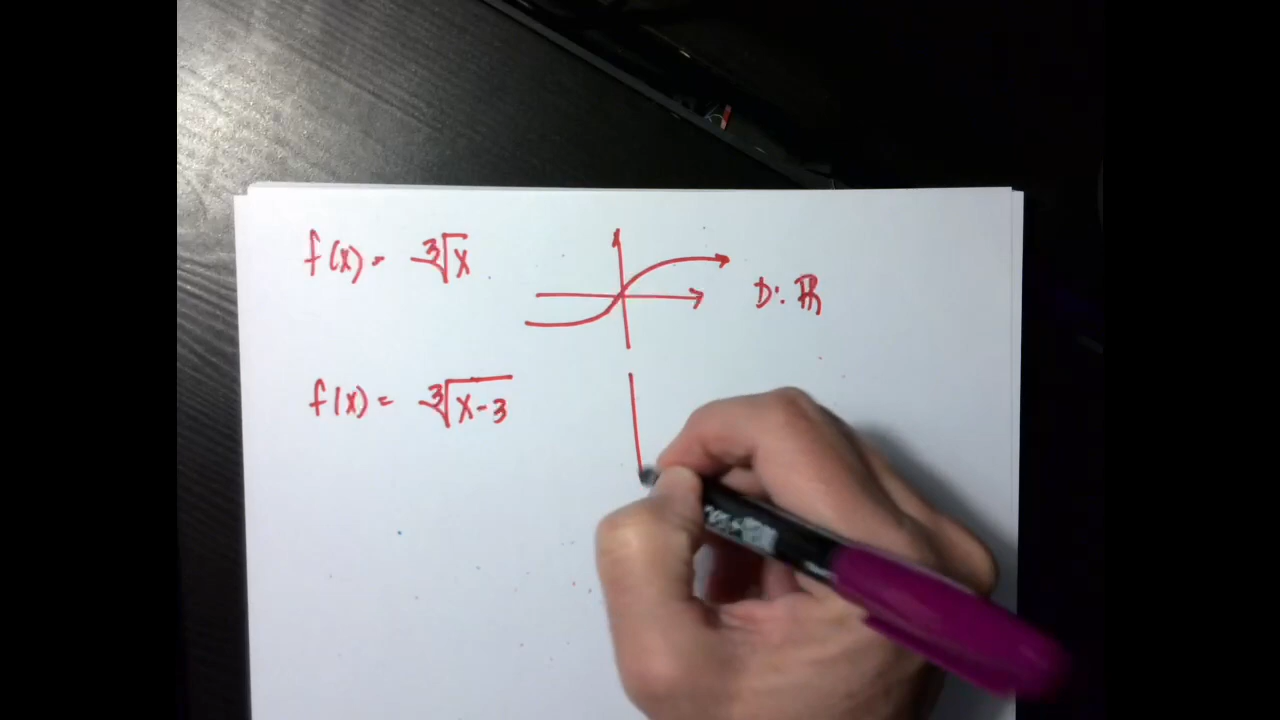 f(x) = ∛x
D: ℝ
f(x) = ∛x-3